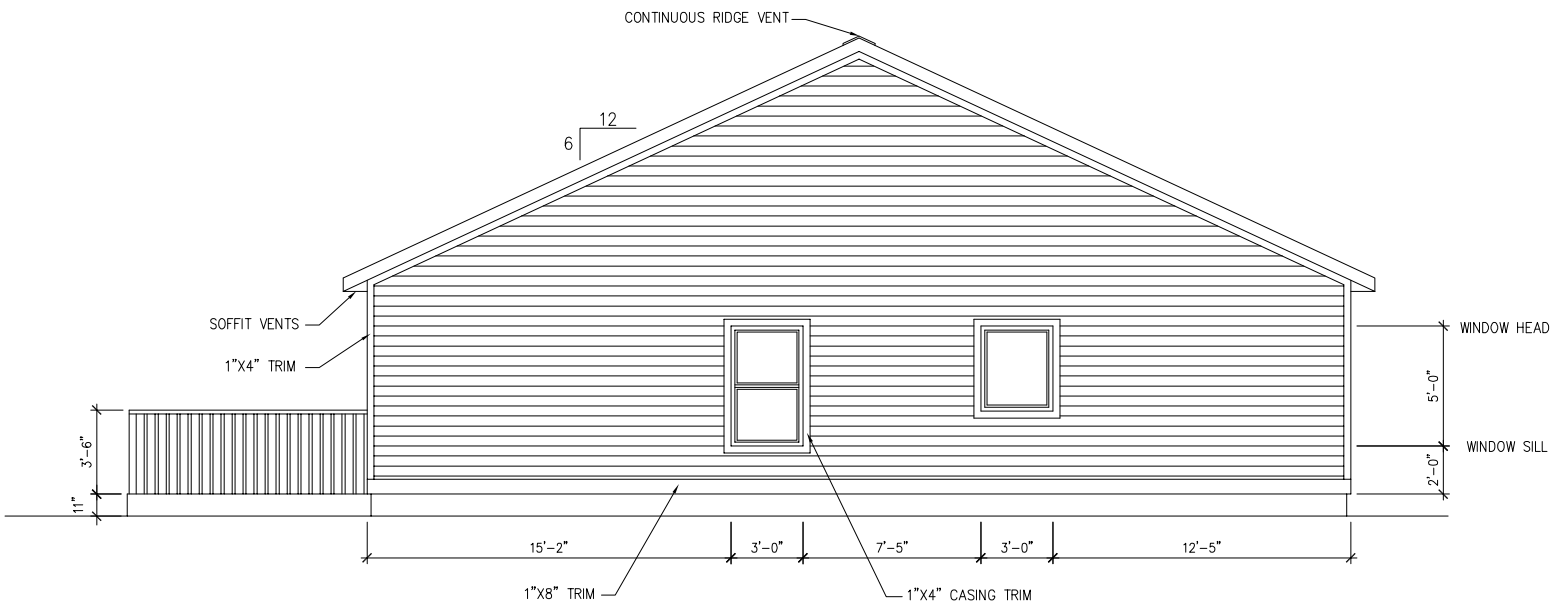 CONTINUOUS RIDGE VENT
12
6
SOFFIT VENTS
1"X4" TRIM
WINDOW HEAD
5'-0"
WINDOW SILL
2'-0"
3'-6"
11"
15'-2"
3'-0"
7'-5"
3'-0"
12'-5"
1"X8" TRIM
1"X4" CASING TRIM